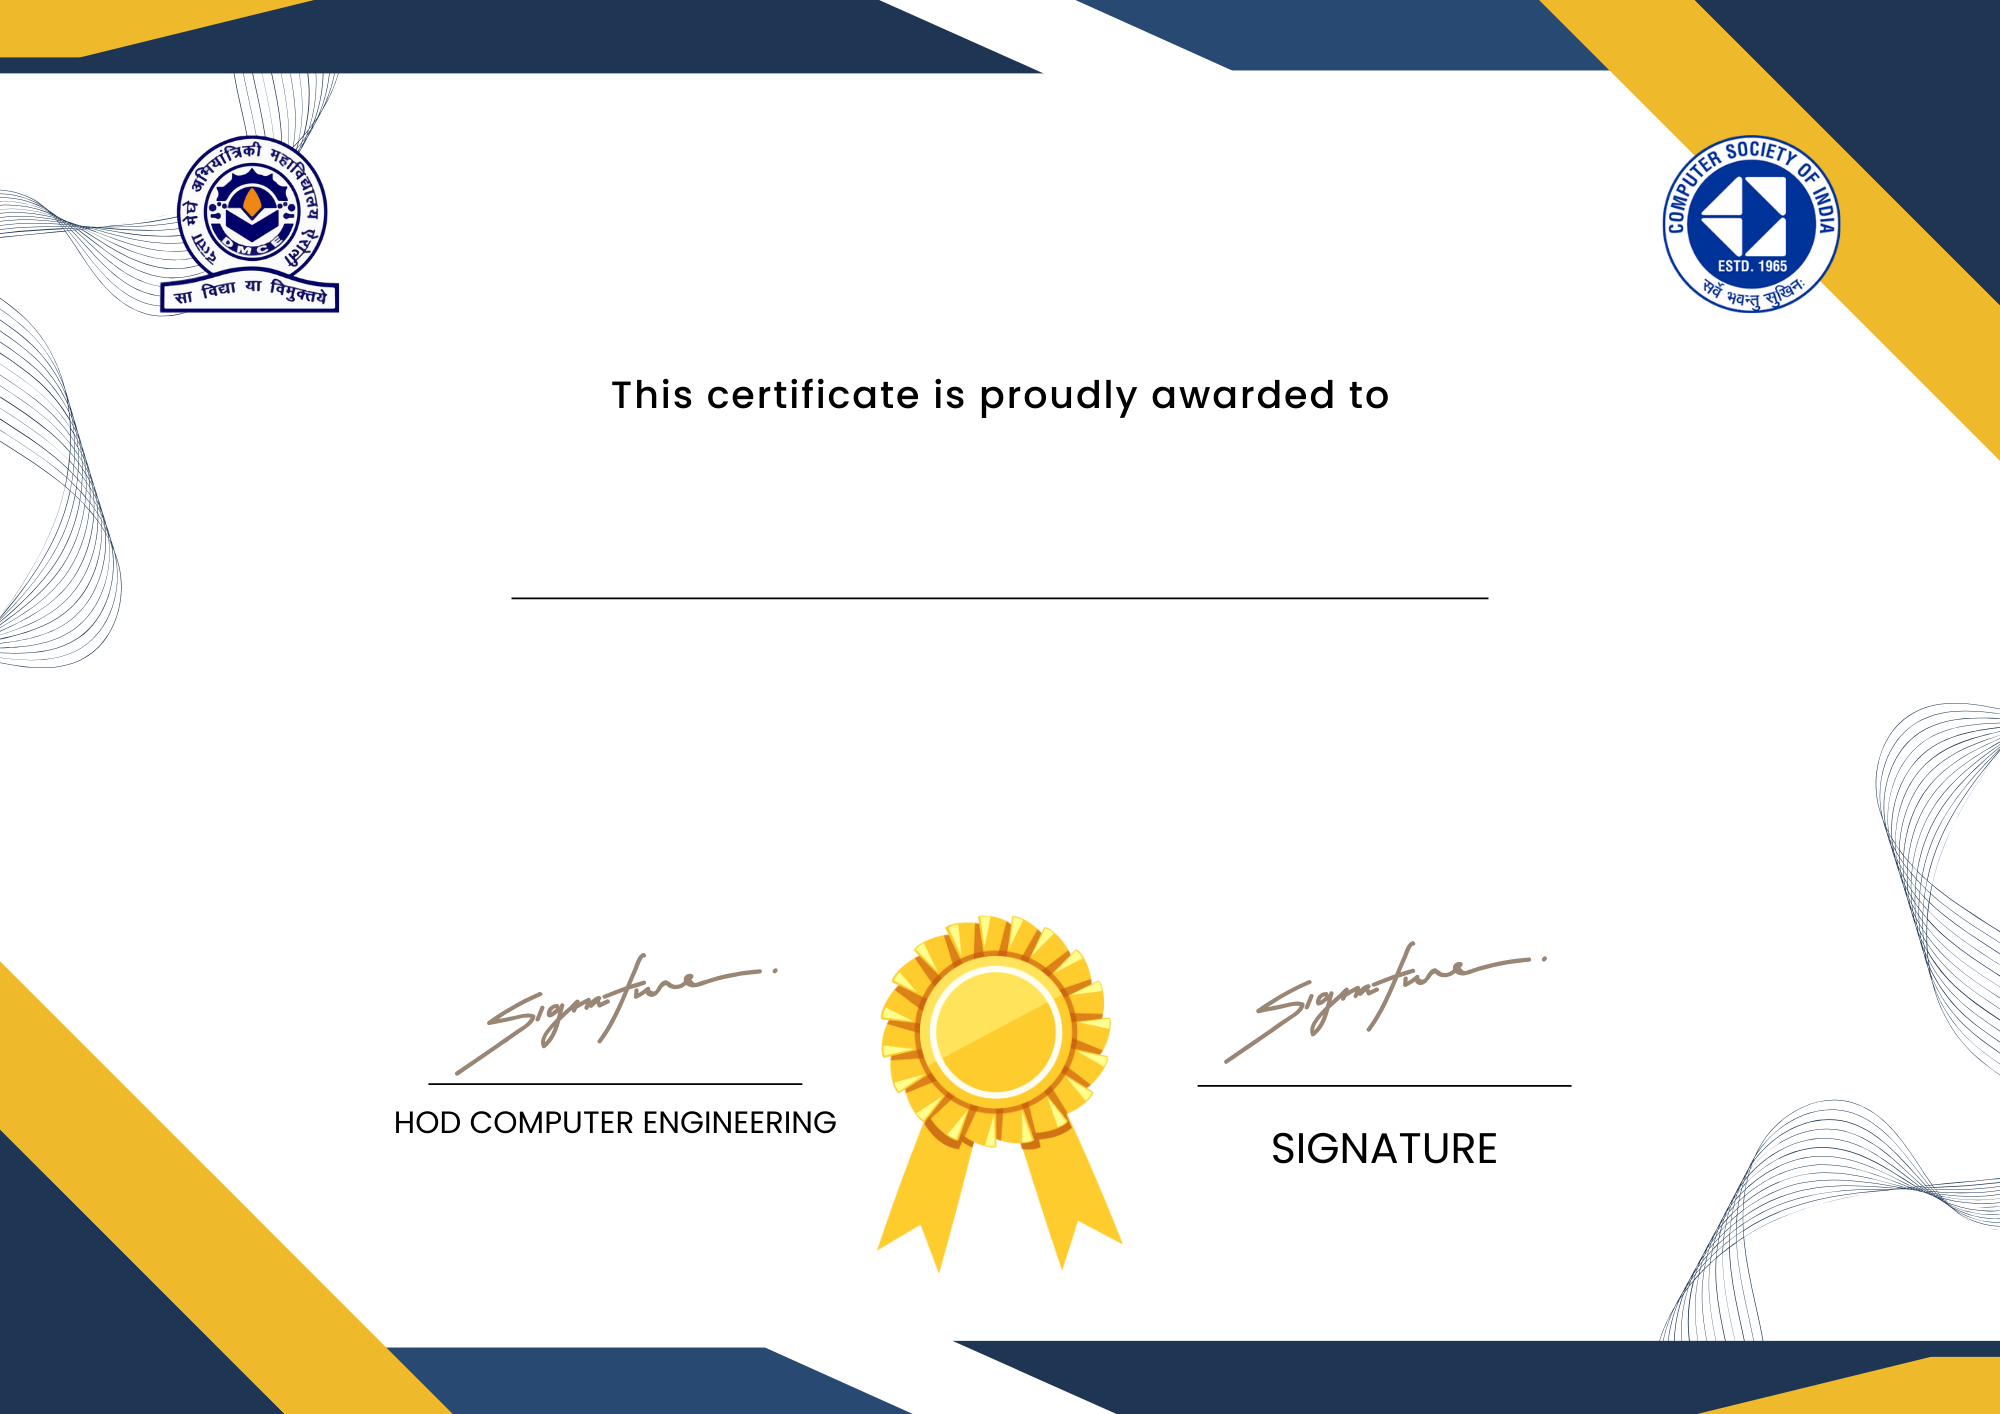 दत्ता मेघे अभियांत्रिकी महाविद्यालय ऐरोली
DMCE
सा विद्या या विमुक्तये
COMPUTER SOCIETY OF INDIA
ESTD. 1965
सर्वे भवन्तु सुखिनः
This certificate is proudly awarded to
Signature.
Signature.
HOD COMPUTER ENGINEERING
SIGNATURE